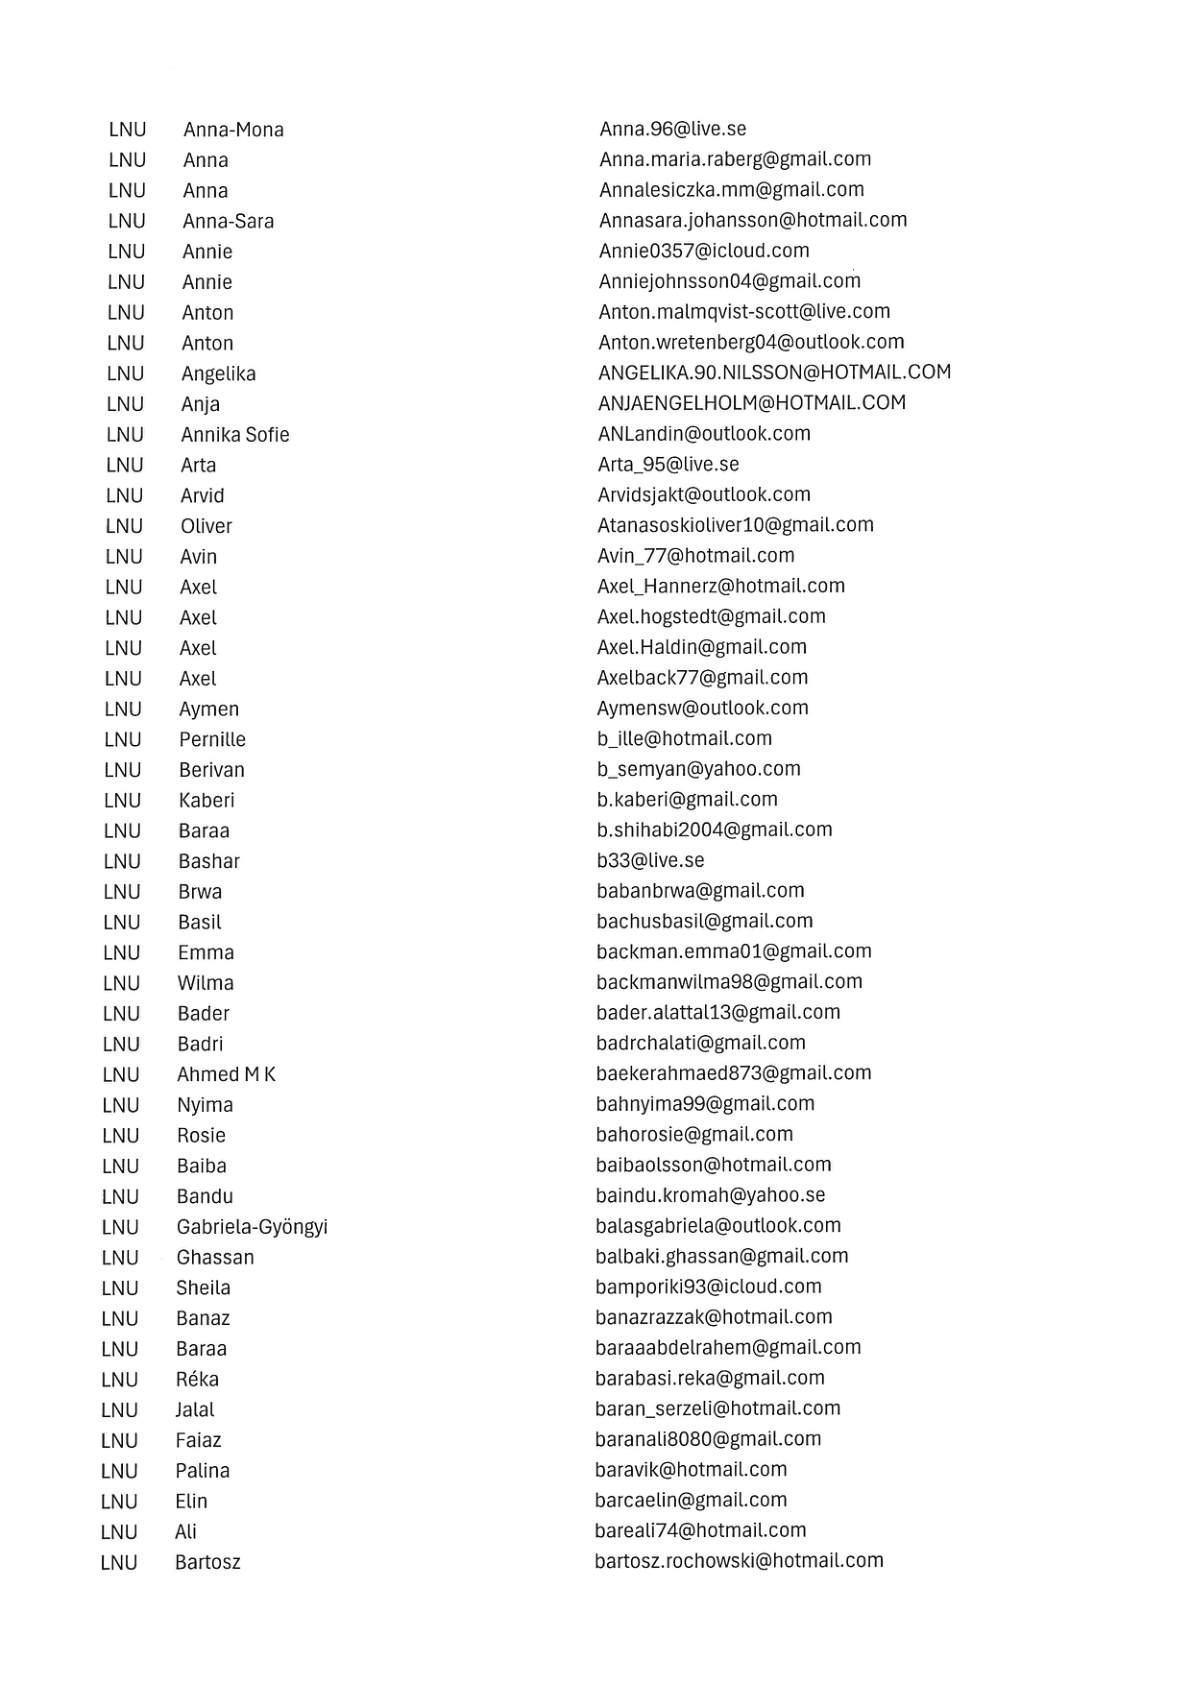 LNU Anna-Mona Anna.96@live.se
LNU Anna Anna.maria.raberg@gmail.com
LNU Anna Annalesiczka.mm@gmail.com
LNU Anna-Sara Annasara.johansson@hotmail.com
LNU Annie Annie0357@icloud.com
LNU Annie Anniejohnsson04@gmail.com
LNU Anton Anton.malmqvist-scott@live.com
LNU Anton Anton.wretenberg04@outlook.com
LNU Angelika ANGELIKA.90.NILSSON@HOTMAIL.COM
LNU Anja ANJAENGELHOLM@HOTMAIL.COM
LNU Annika Sofie ANLandin@outlook.com
LNU Arta Arta_95@live.se
LNU Arvid Arvidsjakt@outlook.com
LNU Oliver Atanasoskioliver10@gmail.com
LNU Avin Avin_77@hotmail.com
LNU Axel Axel_Hannerz@hotmail.com
LNU Axel Axel.hogstedt@gmail.com
LNU Axel Axel.Haldin@gmail.com
LNU Axel Axelback77@gmail.com
LNU Aymen Aymensw@outlook.com
LNU Pernille b_ille@hotmail.com
LNU Berivan b_semyan@yahoo.com
LNU Kaberi b.kaberi@gmail.com
LNU Baraa b.shihabi2004@gmail.com
LNU Bashar b33@live.se
LNU Brwa babanbrwa@gmail.com
LNU Basil bachusbasil@gmail.com
LNU Emma backman.emma01@gmail.com
LNU Wilma backmanwilma98@gmail.com
LNU Bader bader.alattal13@gmail.com
LNU Badri badrchalati@gmail.com
LNU Ahmed M K baekerahmaed873@gmail.com
LNU Nyima bahnyima99@gmail.com
LNU Rosie bahorosie@gmail.com
LNU Baiba baibaolsson@hotmail.com
LNU Bandu baindu.kromah@yahoo.se
LNU Gabriela-Gyöngyi balasgabriela@outlook.com
LNU Ghassan balbaki.ghassan@gmail.com
LNU Sheila bamporiki93@icloud.com
LNU Banaz banazrazzak@hotmail.com
LNU Baraa baraaabdelrahem@gmail.com
LNU Réka barabasi.reka@gmail.com
LNU Jalal baran_serzeli@hotmail.com
LNU Faiaz baranali8080@gmail.com
LNU Palina baravik@hotmail.com
LNU Elin barcaelin@gmail.com
LNU Ali bareali74@hotmail.com
LNU Bartosz bartosz.rochowski@hotmail.com